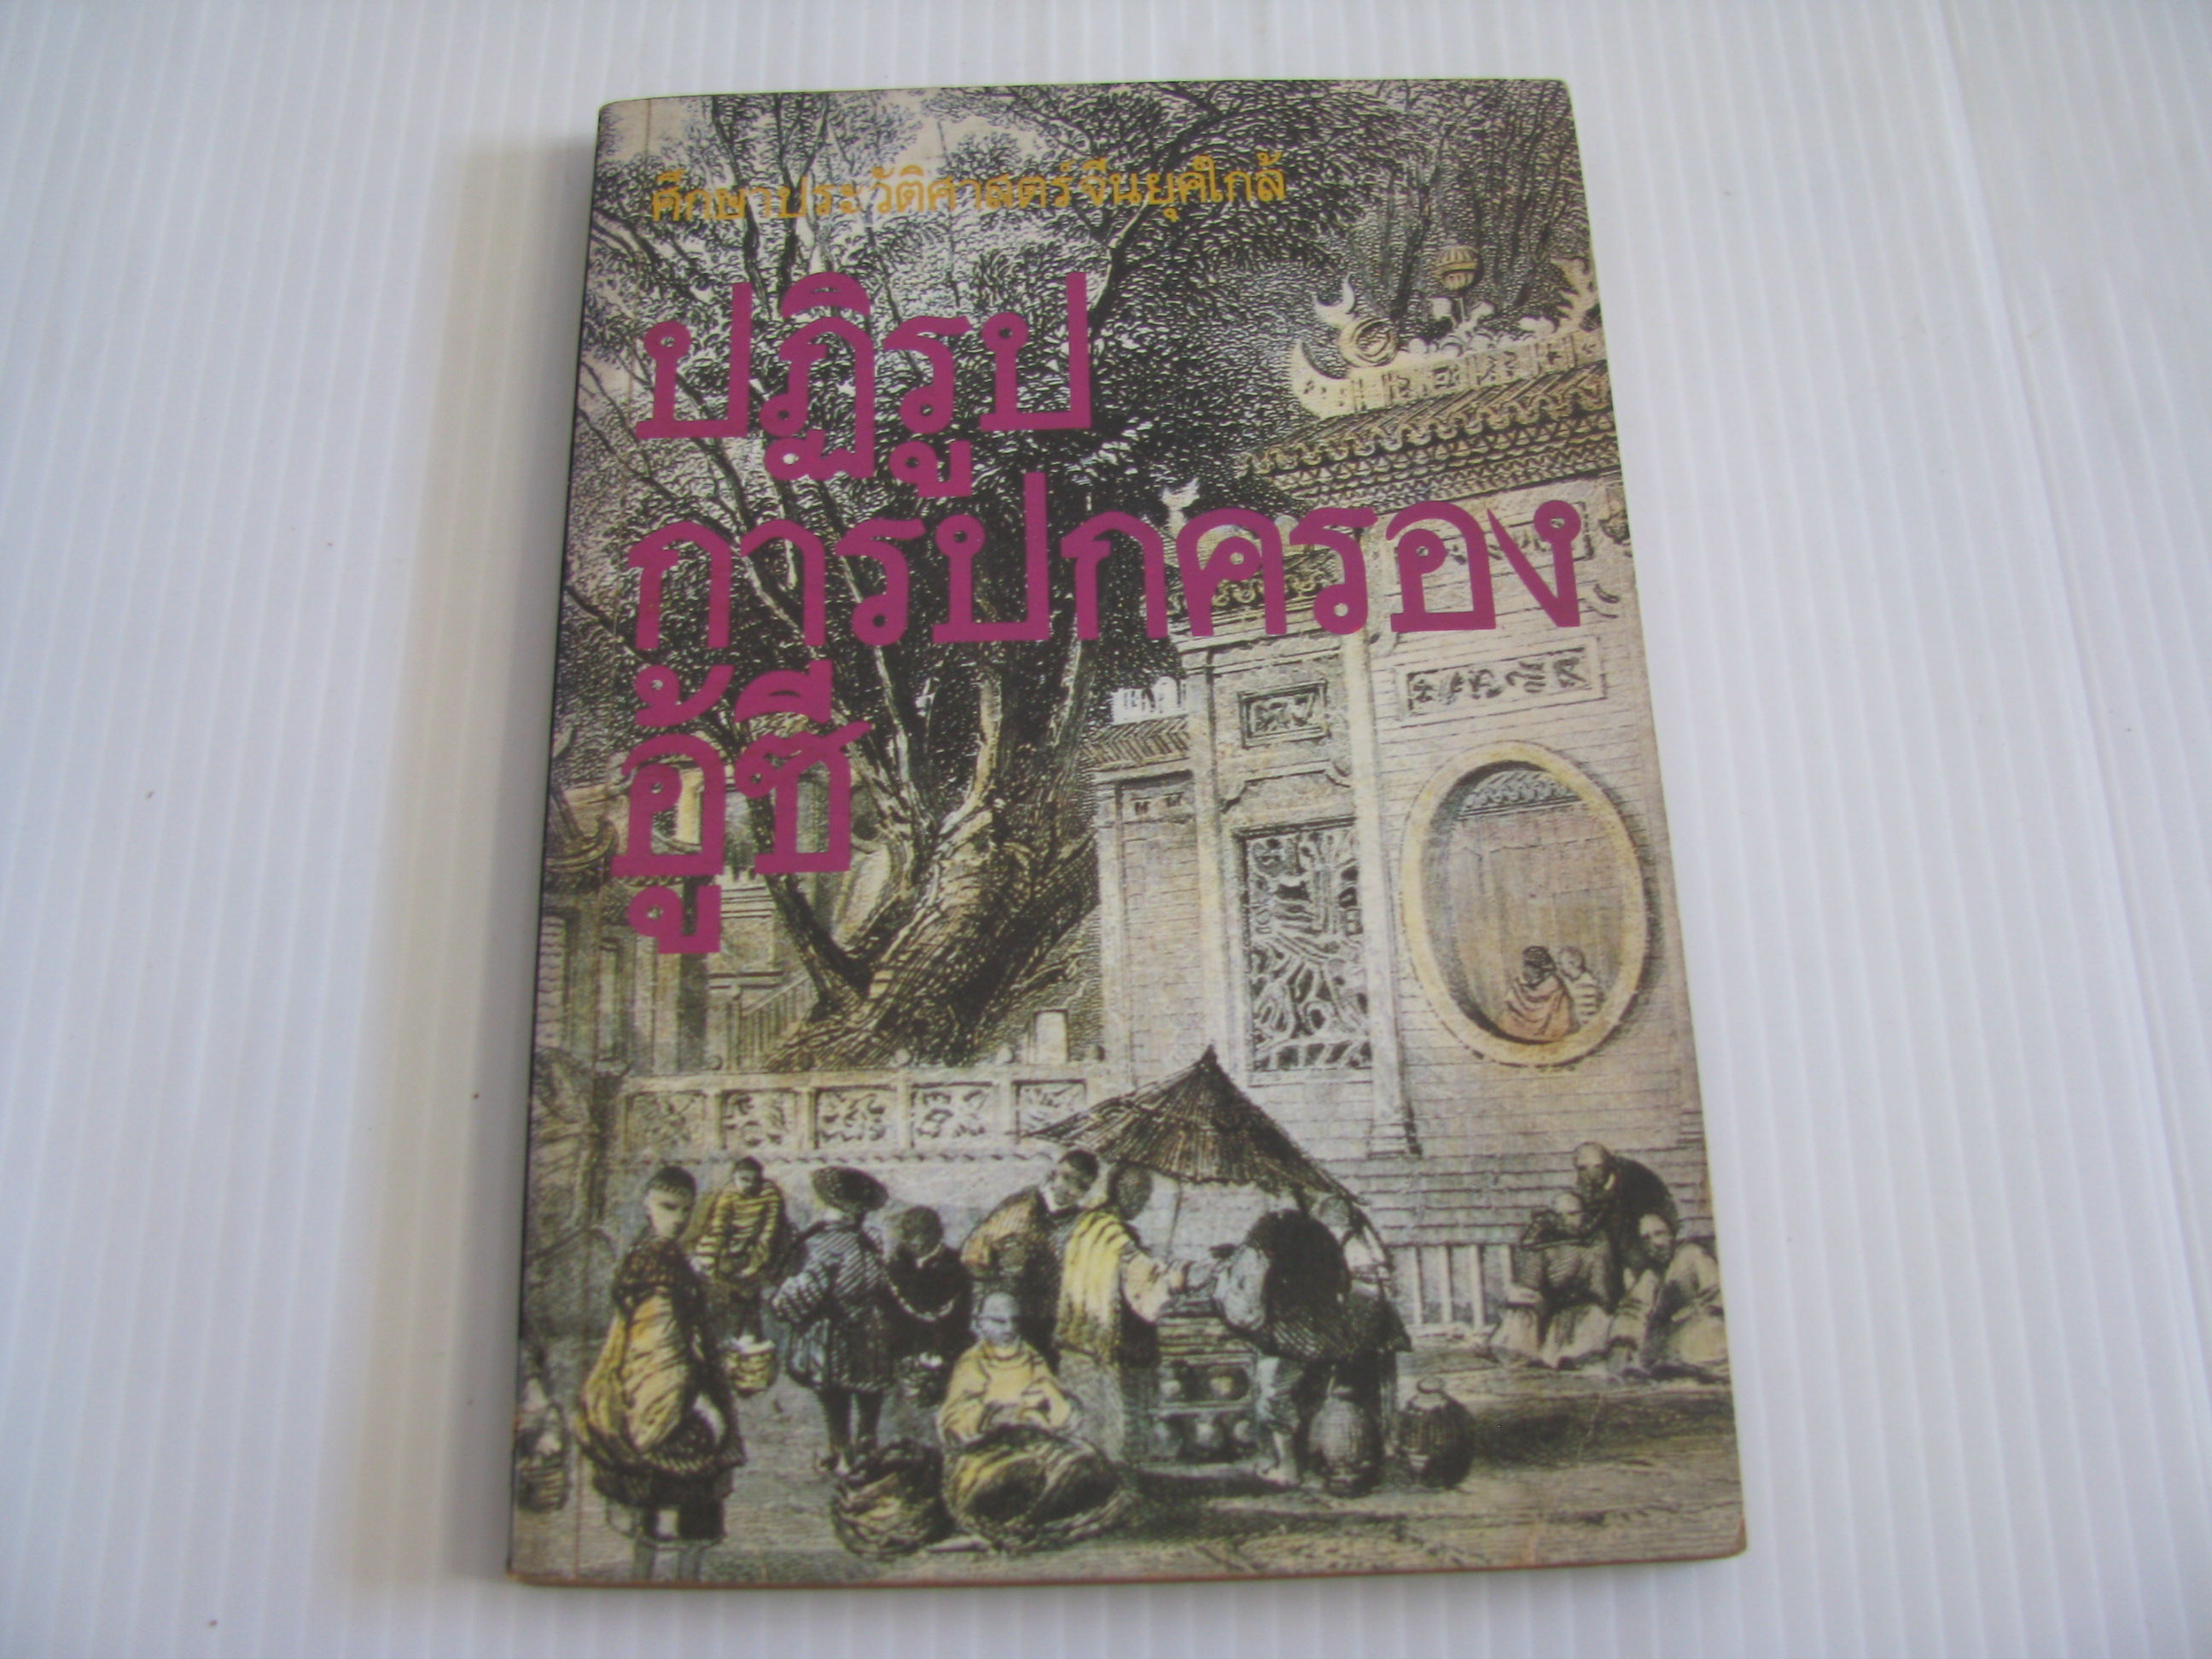 ศึกษาประวัติศาสตร์จีนยุคใกล้
ปฏิรูป
การปกครอง
อู้ซี